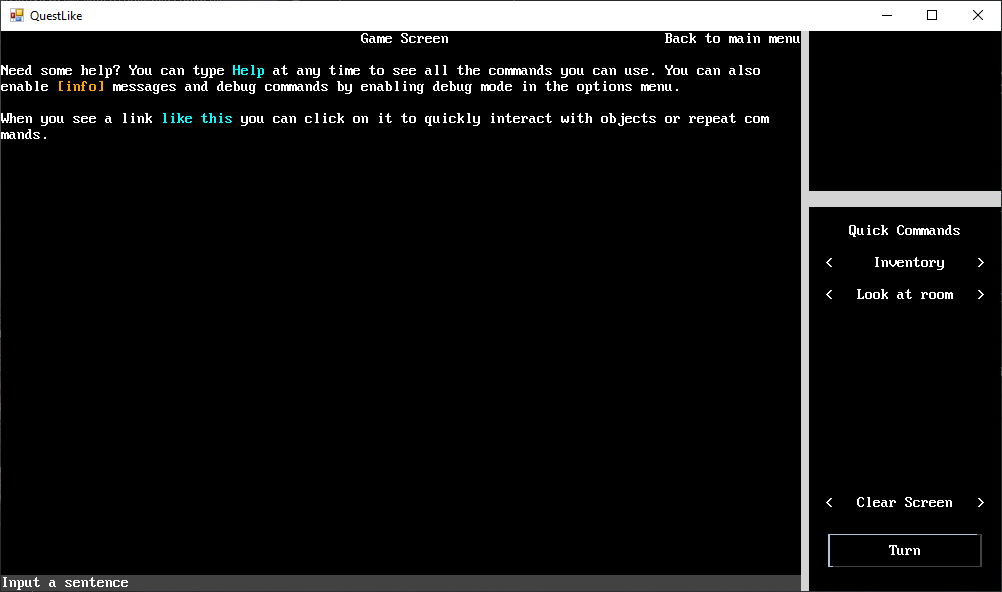 QuestLike
Game Screen
Back to main menu
Need some help? You can type Help at any time to see all the commands you can use. You can also
enable [info] messages and debug commands by enabling debug mode in the options menu.
When you see a link like this you can click on it to quickly interact with objects or repeat com
mands.
Quick Commands
< Inventory >
< Look at room >
< Clear Screen >
Turn
Input a sentence